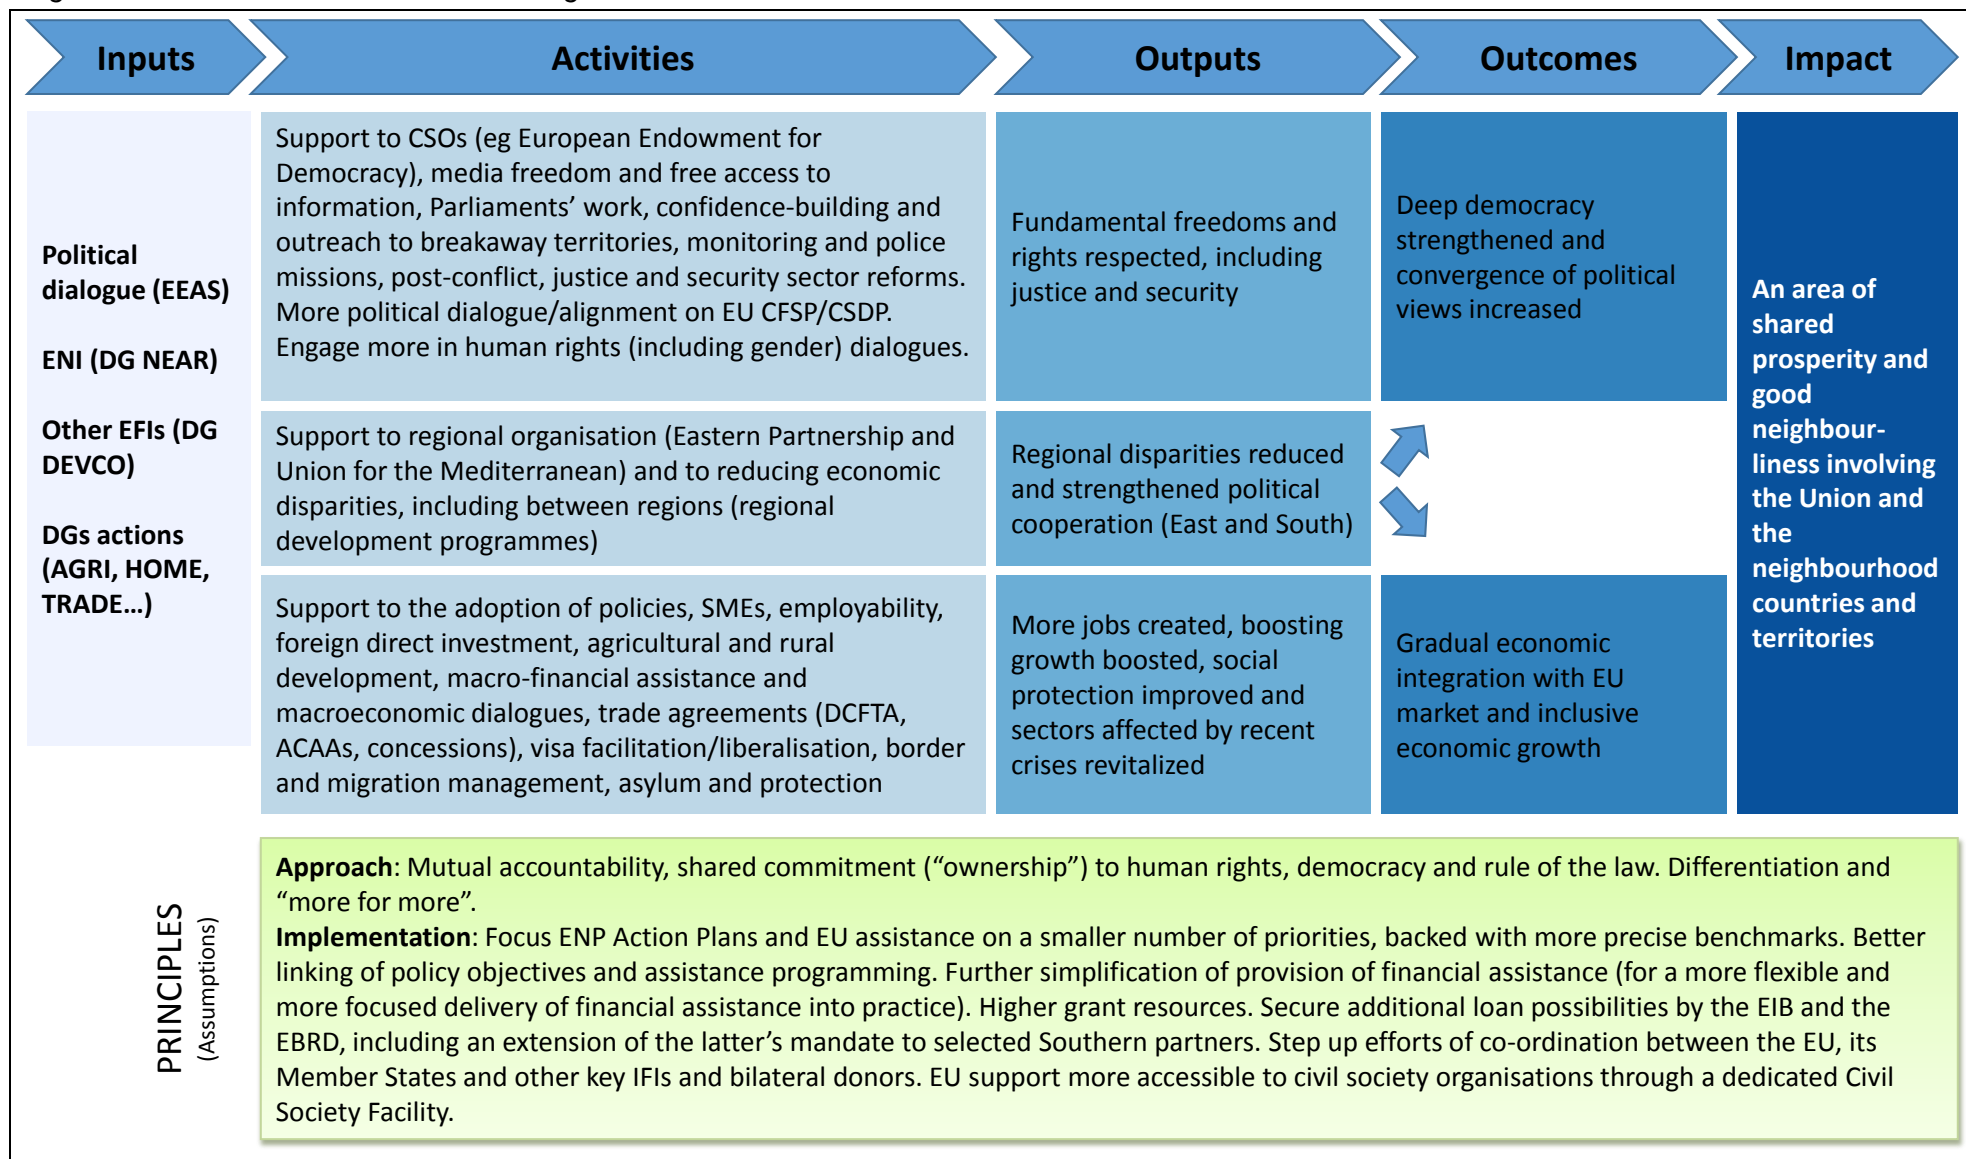 Inputs
Activities
Outputs
Outcomes
Impact
Political
dialogue (EEAS)
ENI (DG NEAR)
Other EFIs (DG
DEVCO)
DGs actions
(AGRI, HOME,
TRADE…)
Support to CSOs (eg European Endowment for
Democracy), media freedom and free access to
information, Parliaments’ work, confidence-building and
outreach to breakaway territories, monitoring and police
missions, post-conflict, justice and security sector reforms.
More political dialogue/alignment on EU CFSP/CSDP.
Engage more in human rights (including gender) dialogues.
Fundamental freedoms and
rights respected, including
justice and security
Deep democracy
strengthened and
convergence of political
views increased
Support to regional organisation (Eastern Partnership and
Union for the Mediterranean) and to reducing economic
disparities, including between regions (regional
development programmes)
Regional disparities reduced
and strengthened political
cooperation (East and South)
Support to the adoption of policies, SMEs, employability,
foreign direct investment, agricultural and rural
development, macro-financial assistance and
macroeconomic dialogues, trade agreements (DCFTA,
ACAAs, concessions), visa facilitation/liberalisation, border
and migration management, asylum and protection
More jobs created, boosting
growth boosted, social
protection improved and
sectors affected by recent
crises revitalized
Gradual economic
integration with EU
market and inclusive
economic growth
An area of
shared
prosperity and
good
neighbour-
liness involving
the Union and
the
neighbourhood
countries and
territories
PRINCIPLES
(Assumptions)
Approach: Mutual accountability, shared commitment (“ownership”) to human rights, democracy and rule of the law. Differentiation and
“more for more”.
Implementation: Focus ENP Action Plans and EU assistance on a smaller number of priorities, backed with more precise benchmarks. Better
linking of policy objectives and assistance programming. Further simplification of provision of financial assistance (for a more flexible and
more focused delivery of financial assistance into practice). Higher grant resources. Secure additional loan possibilities by the EIB and the
EBRD, including an extension of the latter’s mandate to selected Southern partners. Step up efforts of co-ordination between the EU, its
Member States and other key IFIs and bilateral donors. EU support more accessible to civil society organisations through a dedicated Civil
Society Facility.